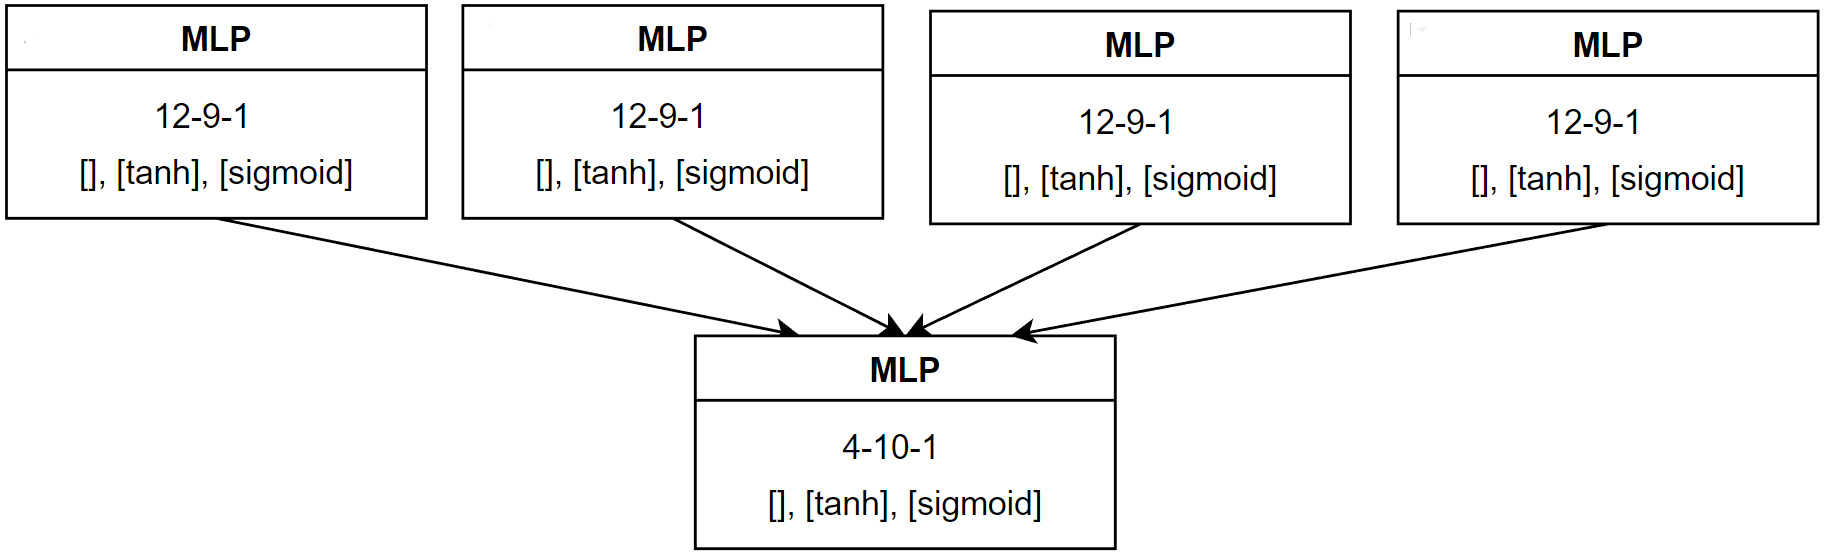 MLP
12-9-1
[], [tanh], [sigmoid]
MLP
12-9-1
[], [tanh], [sigmoid]
MLP
12-9-1
[], [tanh], [sigmoid]
MLP
12-9-1
[], [tanh], [sigmoid]
MLP
4-10-1
[], [tanh], [sigmoid]